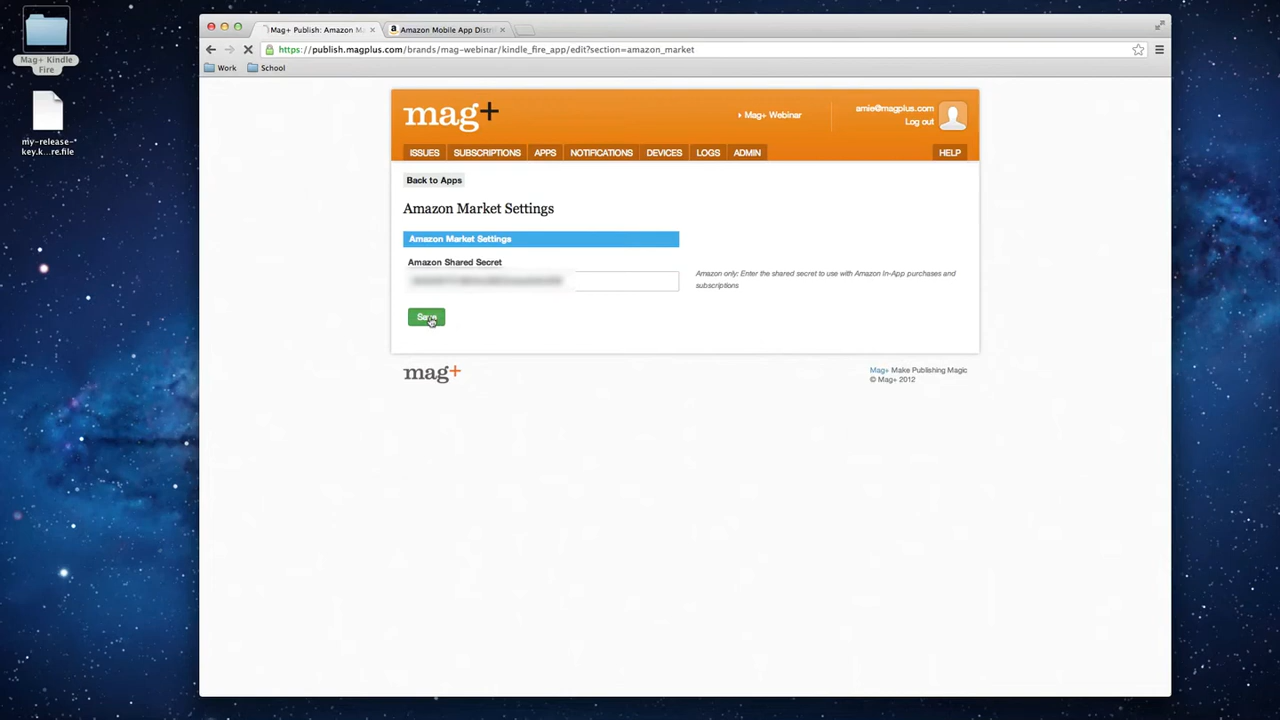 Mag+ Publish: Amazon M
Amazon Mobile App Distri
https://publish.magplus.com/brands/mag-webinar/kindle_fire_app/edit?section=amazon_market
Work
School
Mag+ Kindle
Fire
my-release-
key.k...re.file
mag+
Mag+ Webinar
amie@magplus.com
Log out
ISSUES
SUBSCRIPTIONS
APPS
NOTIFICATIONS
DEVICES
LOGS
ADMIN
HELP
Back to Apps
Amazon Market Settings
Amazon Market Settings
Amazon Shared Secret
Amazon only: Enter the shared secret to use with Amazon In-App purchases and
subscriptions
Save
mag+
Mag+ Make Publishing Magic
© Mag+ 2012